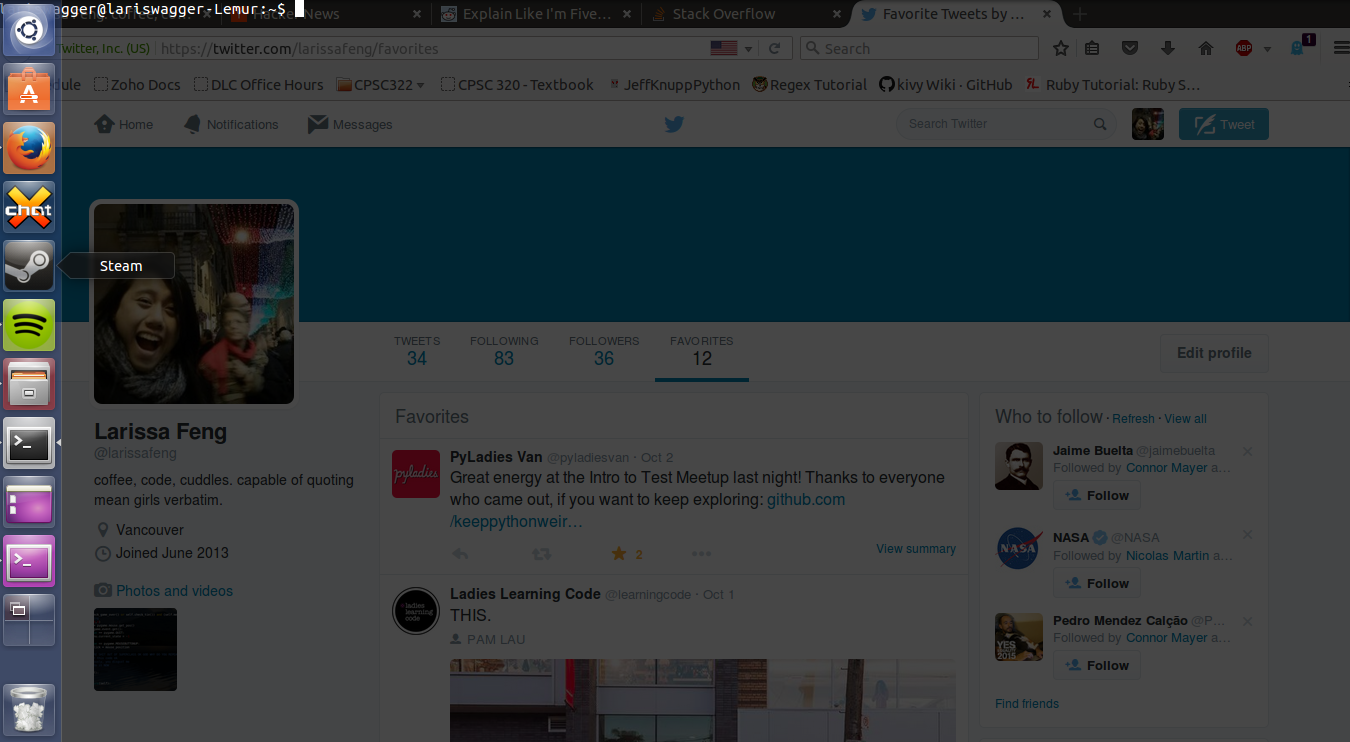 agger@lariswagger-Lemur:~$
Hacker News
Explain Like I'm Five…
Stack Overflow
Favorite Tweets by …
Twitter, Inc. (US)
https://twitter.com/larissafeng/favorites
Search
ABP
1
dule
Zoho Docs
DLC Office Hours
CPSC322
CPSC 320 - Textbook
JeffKnuppPython
Regex Tutorial
kivy Wiki · GitHub
Ruby Tutorial: Ruby S…
Home
Notifications
Messages
Search Twitter
Tweet
chat
Steam
TWEETS
34
FOLLOWING
83
FOLLOWERS
36
FAVORITES
12
Edit profile
Larissa Feng
@larissafeng
coffee, code, cuddles. capable of quoting
mean girls verbatim.
Vancouver
Joined June 2013
Photos and videos
Favorites
pyladies
PyLadies Van @pyladiesvan · Oct 2
Great energy at the Intro to Test Meetup last night! Thanks to everyone
who came out, if you want to keep exploring: github.com
/keeppythonweir…
2
View summary
ladies
learning
code
Ladies Learning Code @learningcode · Oct 1
THIS.
PAM LAU
Who to follow · Refresh · View all
Jaime Buelta @jaimebuelta
Followed by Connor Mayer a…
Follow
NASA
NASA @NASA
Followed by Nicolas Martin a…
Follow
YES
2015
Pedro Mendez Calção @P…
Followed by Connor Mayer a…
Follow
Find friends